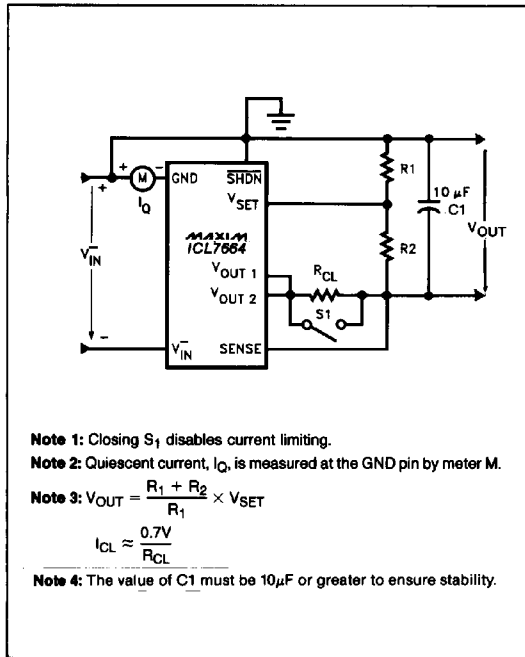 + M − GND
I_Q
S̅H̅D̅N̅
V_SET
MAXIM
ICL7664
V_OUT 1
V_OUT 2
V_IN^−
SENSE
+
V_IN^−
−
R1
R2
10 μF
C1
V_OUT
R_CL
S1
Note 1: Closing S₁ disables current limiting.
Note 2: Quiescent current, I_Q, is measured at the GND pin by meter M.
Note 3: V_OUT = (R₁ + R₂)/R₁ × V_SET
I_CL ≈ 0.7V/R_CL
Note 4: The value of C1 must be 10μF or greater to ensure stability.